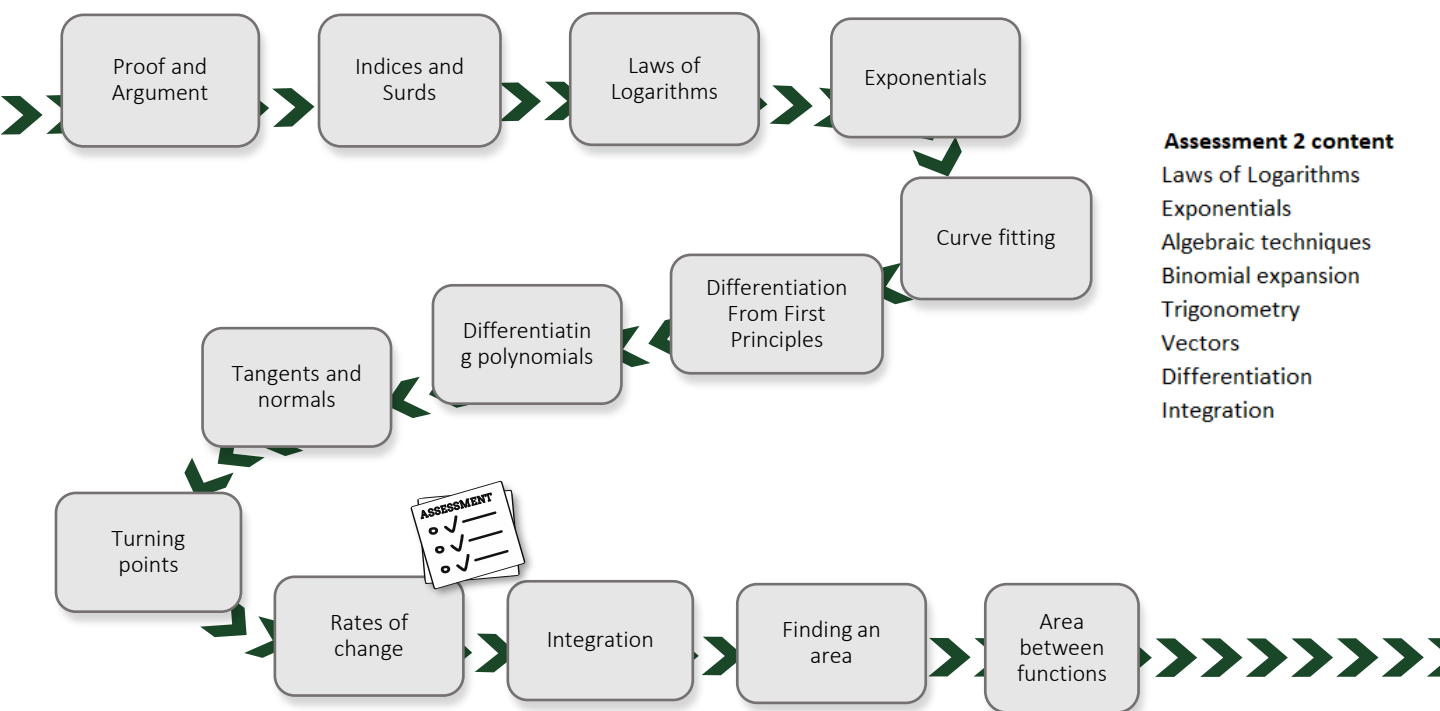 Proof and
Argument
Indices and
Surds
Laws of
Logarithms
Exponentials
Curve fitting
Differentiation
From First
Principles
Differentiatin
g polynomials
Tangents and
normals
Turning
points
ASSESSMENT
Rates of
change
Integration
Finding an
area
Area
between
functions
Assessment 2 content
Laws of Logarithms
Exponentials
Algebraic techniques
Binomial expansion
Trigonometry
Vectors
Differentiation
Integration